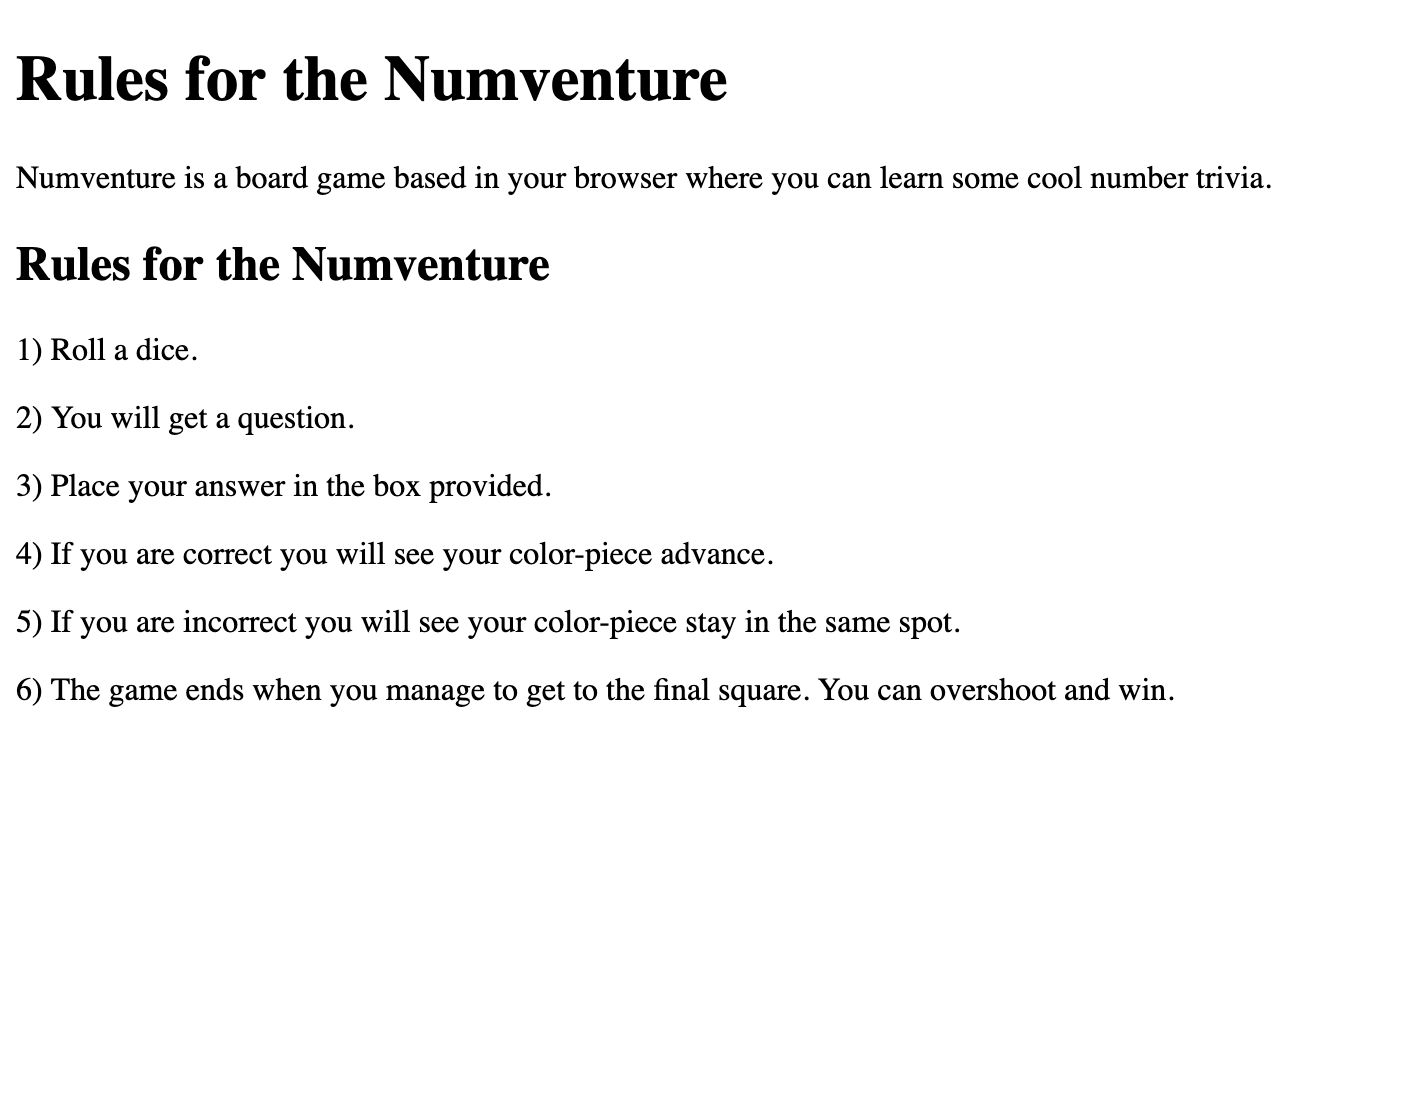 Rules for the Numventure
Numventure is a board game based in your browser where you can learn some cool number trivia.
Rules for the Numventure
1) Roll a dice.
2) You will get a question.
3) Place your answer in the box provided.
4) If you are correct you will see your color-piece advance.
5) If you are incorrect you will see your color-piece stay in the same spot.
6) The game ends when you manage to get to the final square. You can overshoot and win.